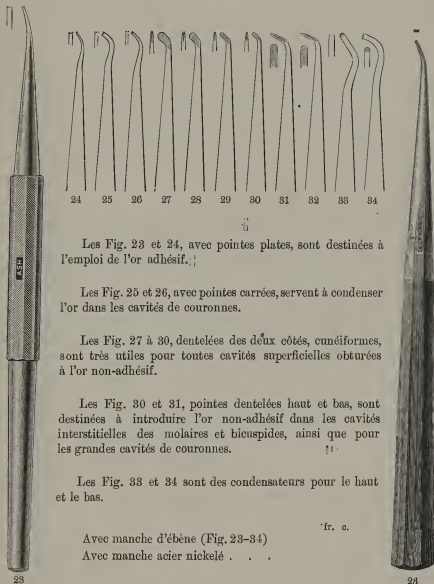 24 25 26 27 28 29 30 31 32 33 34
ASH
Les Fig. 23 et 24, avec pointes plates, sont destinées à
l'emploi de l'or adhésif.
Les Fig. 25 et 26, avec pointes carrées, servent à condenser
l'or dans les cavités de couronnes.
Les Fig. 27 à 30, dentelées des deux côtés, cunéiformes,
sont très utiles pour toutes cavités superficielles obturées
à l'or non-adhésif.
Les Fig. 30 et 31, pointes dentelées haut et bas, sont
destinées à introduire l'or non-adhésif dans les cavités
interstitielles des molaires et bicuspides, ainsi que pour
les grandes cavités de couronnes.
Les Fig. 33 et 34 sont des condensateurs pour le haut
et le bas.
fr. c.
Avec manche d'ébène (Fig. 23-34)
Avec manche acier nickelé . . .
23
23